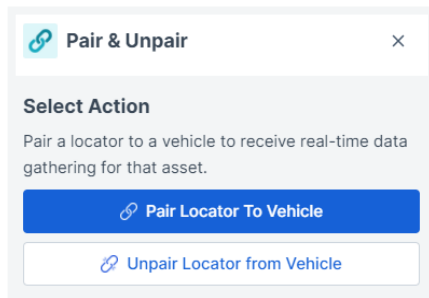 Pair & Unpair
Select Action
Pair a locator to a vehicle to receive real-time data
gathering for that asset.
Pair Locator To Vehicle
Unpair Locator from Vehicle